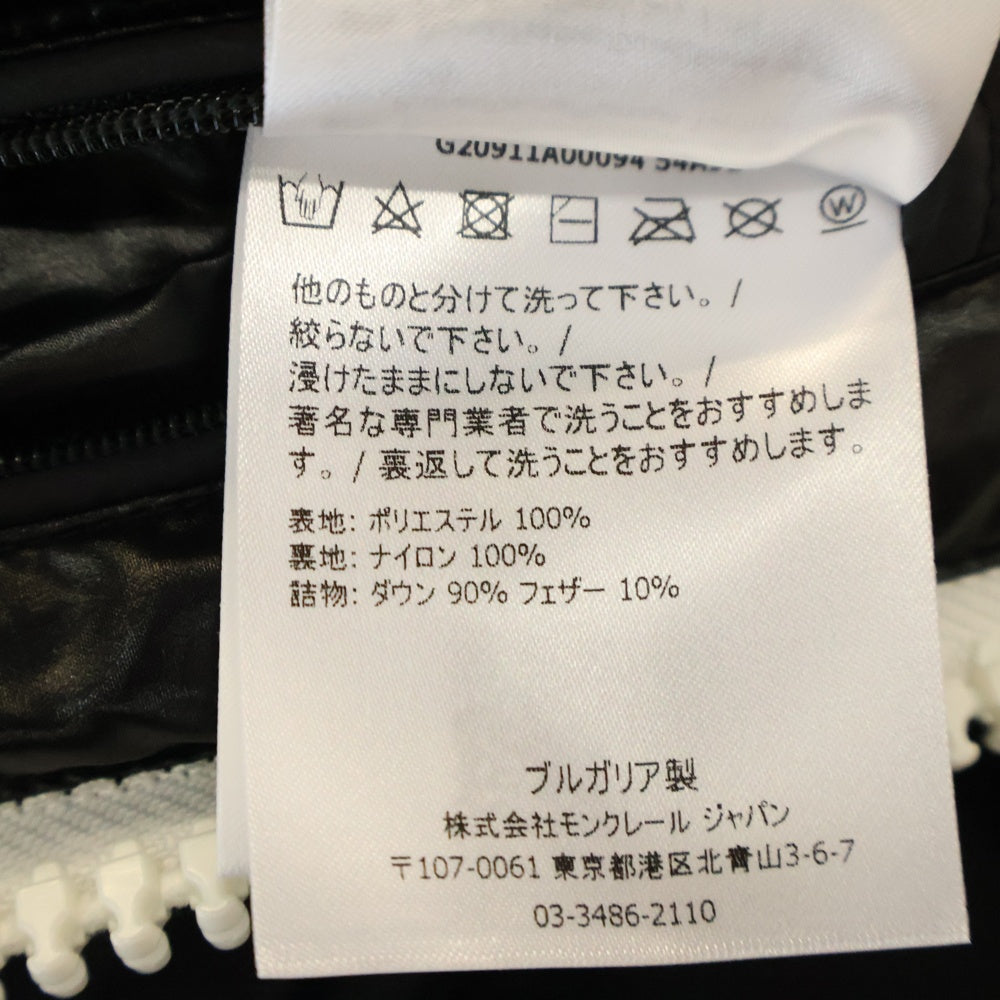 G20911A00094
W
他のものと分けて洗って下さい。/
絞らないで下さい。/
浸けたままにしないで下さい。/
著名な専門業者で洗うことをおすすめしま
す。/ 裏返して洗うことをおすすめします。
表地: ポリエステル 100%
裏地: ナイロン 100%
詰物: ダウン 90% フェザー 10%
ブルガリア製
株式会社モンクレール ジャパン
〒107-0061 東京都港区北青山3-6-7
03-3486-2110